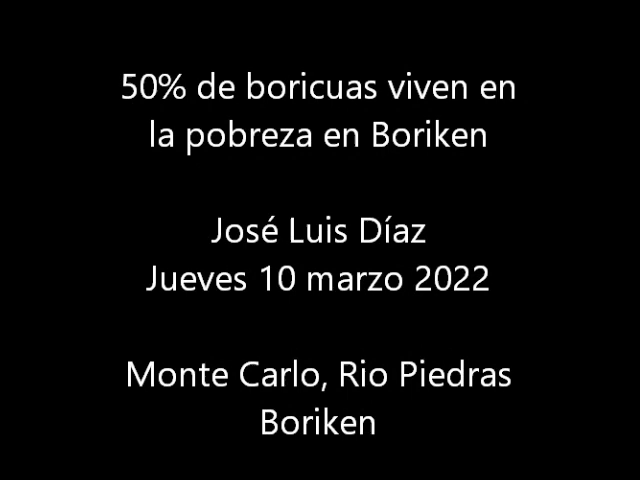 50% de boricuas viven en
la pobreza en Boriken
José Luis Díaz
Jueves 10 marzo 2022
Monte Carlo, Rio Piedras
Boriken